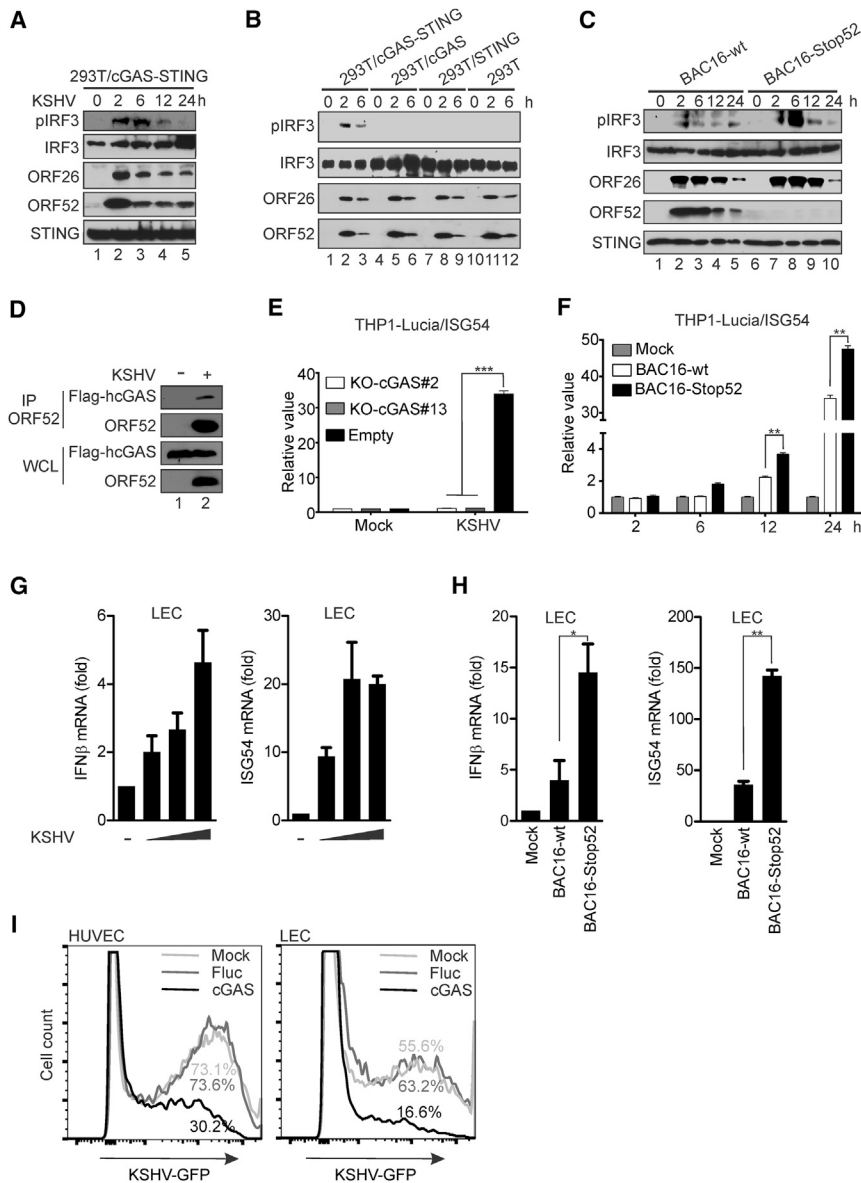 A
293T/cGAS-STING
KSHV 0 2 6 12 24 h
pIRF3
IRF3
ORF26
ORF52
STING
1 2 3 4 5
B
293T/cGAS-STING 293T/cGAS 293T/STING 293T
0 2 6 0 2 6 0 2 6 0 2 6 h
pIRF3
IRF3
ORF26
ORF52
1 2 3 4 5 6 7 8 9 10 11 12
C
BAC16-wt BAC16-Stop52
0 2 6 12 24 0 2 6 12 24 h
pIRF3
IRF3
ORF26
ORF52
STING
1 2 3 4 5 6 7 8 9 10
D
KSHV - +
IP ORF52
Flag-hcGAS
ORF52
WCL
Flag-hcGAS
ORF52
1 2
E
THP1-Lucia/ISG54
Relative value
40
30
20
10
0
KO-cGAS#2
KO-cGAS#13
Empty
***
Mock KSHV
F
THP1-Lucia/ISG54
Relative value
50
40
30
4
2
0
Mock
BAC16-wt
BAC16-Stop52
**
**
2 6 12 24 h
G
LEC
IFNβ mRNA (fold)
6
4
2
0
LEC
ISG54 mRNA (fold)
30
20
10
0
KSHV - -
H
LEC
IFNβ mRNA (fold)
20
15
10
5
0
*
Mock
BAC16-wt
BAC16-Stop52
LEC
ISG54 mRNA (fold)
200
150
100
50
0
**
Mock
BAC16-wt
BAC16-Stop52
I
HUVEC
Cell count
Mock
Fluc
cGAS
73.1%
73.6%
30.2%
KSHV-GFP
LEC
Mock
Fluc
cGAS
55.6%
63.2%
16.6%
KSHV-GFP